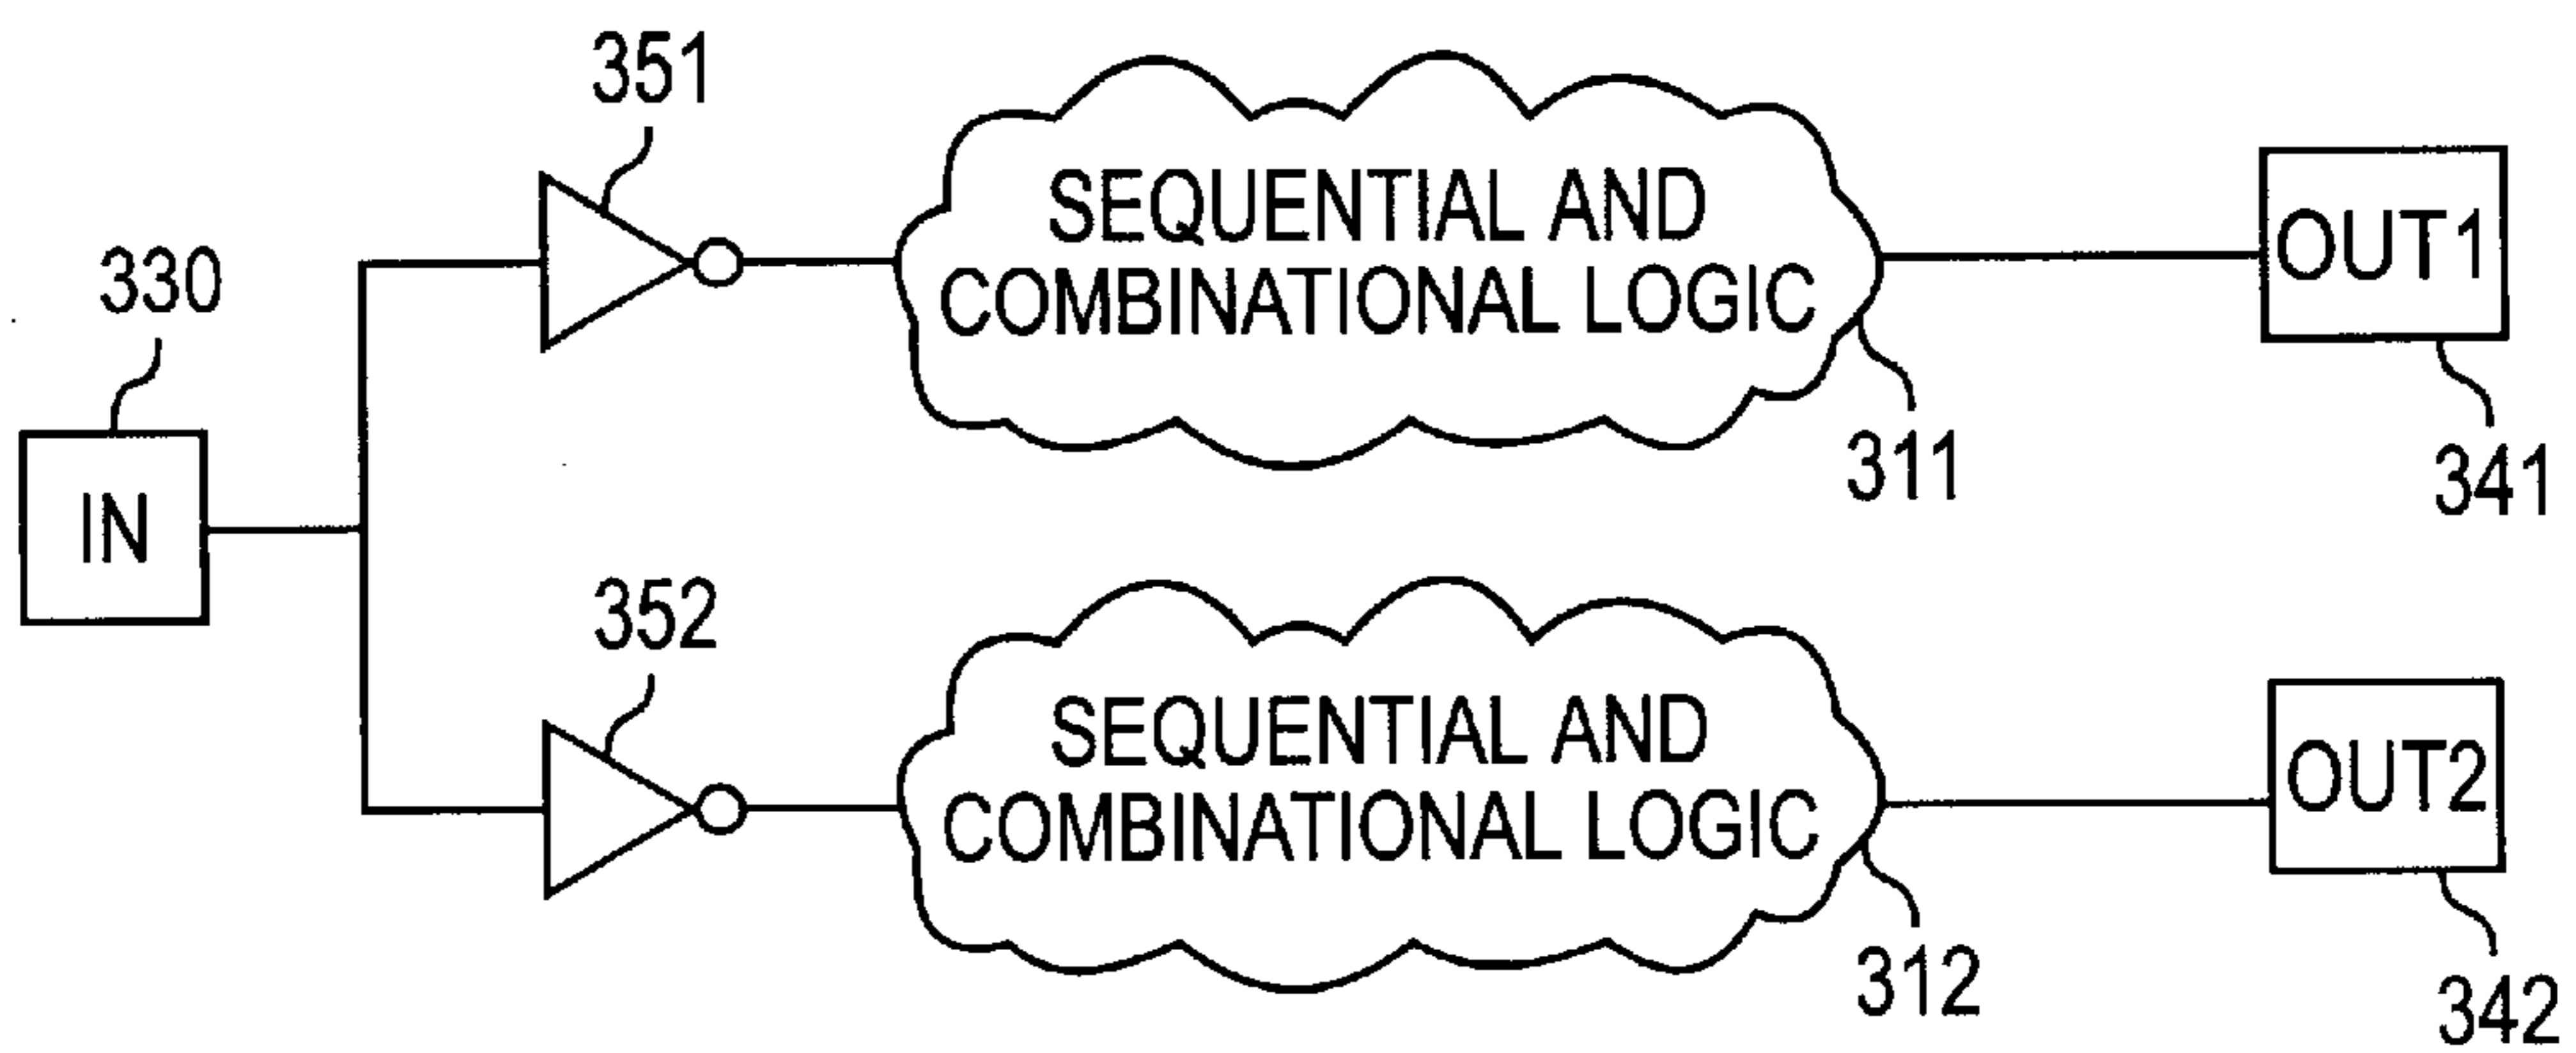 351
SEQUENTIAL AND
COMBINATIONAL LOGIC
OUT1
330
311
341
IN
352
SEQUENTIAL AND
COMBINATIONAL LOGIC
OUT2
312
342